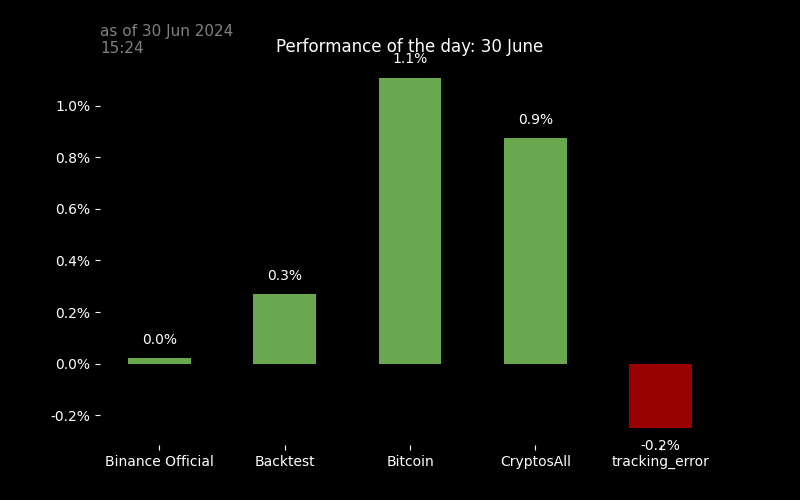 as of 30 Jun 2024
15:24
Performance of the day: 30 June
1.1%
1.0%
0.9%
0.8%
0.6%
0.4%
0.3%
0.2%
0.0%
0.0%
-0.2%
-0.2%
Binance Official
Backtest
Bitcoin
CryptosAll
tracking_error